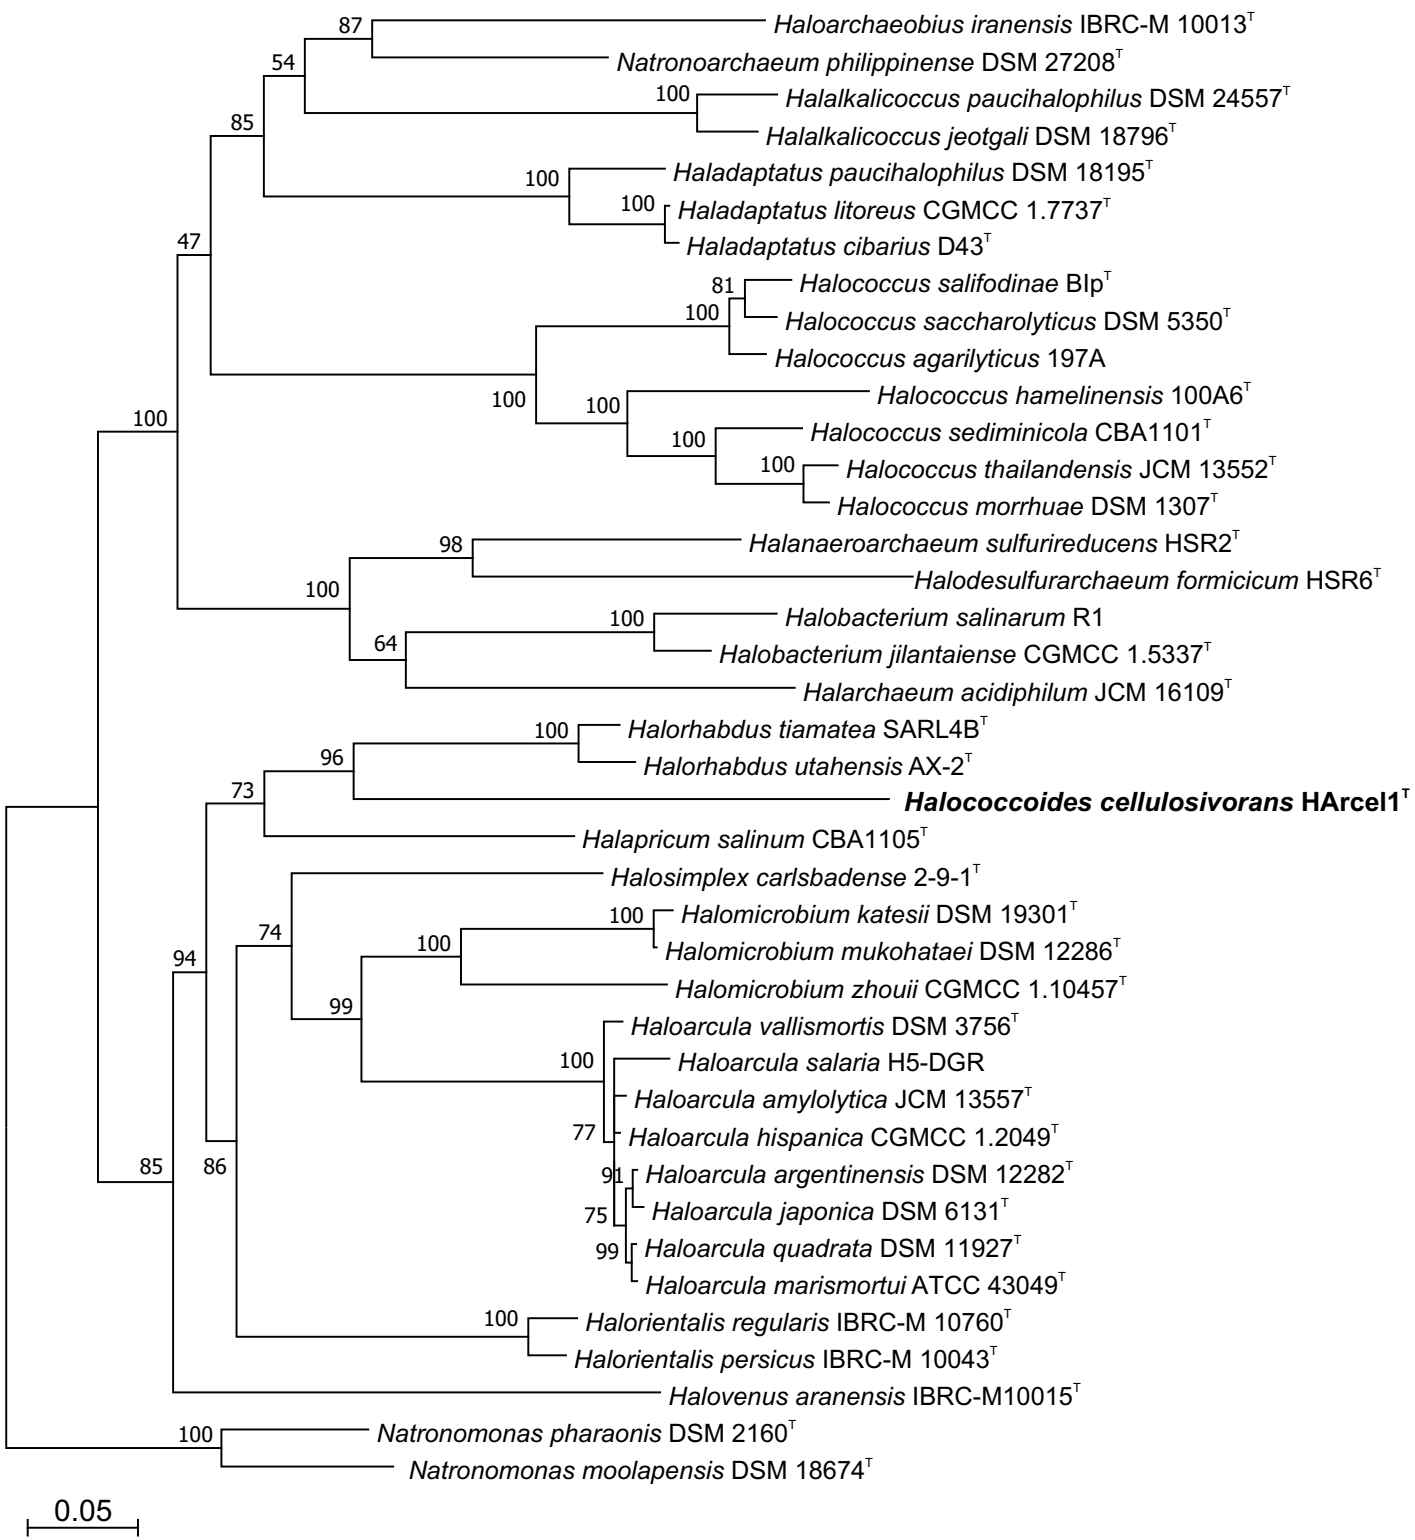 87 Haloarchaeobius iranensis IBRC-M 10013ᵀ
54 Natronoarchaeum philippinense DSM 27208ᵀ
100 Halalkalicoccus paucihalophilus DSM 24557ᵀ
85 Halalkalicoccus jeotgali DSM 18796ᵀ
100 Haladaptatus paucihalophilus DSM 18195ᵀ
100 Haladaptatus litoreus CGMCC 1.7737ᵀ
47 Haladaptatus cibarius D43ᵀ
81 Halococcus salifodinae BIpᵀ
100 Halococcus saccharolyticus DSM 5350ᵀ
Halococcus agarilyticus 197A
100 100 Halococcus hamelinensis 100A6ᵀ
100 100 Halococcus sediminicola CBA1101ᵀ
100 Halococcus thailandensis JCM 13552ᵀ
Halococcus morrhuae DSM 1307ᵀ
98 Halanaeroarchaeum sulfurireducens HSR2ᵀ
100 Halodesulfurarchaeum formicicum HSR6ᵀ
100 Halobacterium salinarum R1
64 Halobacterium jilantaiense CGMCC 1.5337ᵀ
Halarchaeum acidiphilum JCM 16109ᵀ
100 Halorhabdus tiamatea SARL4Bᵀ
96 Halorhabdus utahensis AX-2ᵀ
73 Halococcoides cellulosivorans HArcel1ᵀ
Halapricum salinum CBA1105ᵀ
Halosimplex carlsbadense 2-9-1ᵀ
100 Halomicrobium katesii DSM 19301ᵀ
74 100 Halomicrobium mukohataei DSM 12286ᵀ
94 Halomicrobium zhouii CGMCC 1.10457ᵀ
99 Haloarcula vallismortis DSM 3756ᵀ
100 Haloarcula salaria H5-DGR
Haloarcula amylolytica JCM 13557ᵀ
77 Haloarcula hispanica CGMCC 1.2049ᵀ
85 86 91 Haloarcula argentinensis DSM 12282ᵀ
75 Haloarcula japonica DSM 6131ᵀ
99 Haloarcula quadrata DSM 11927ᵀ
Haloarcula marismortui ATCC 43049ᵀ
100 Halorientalis regularis IBRC-M 10760ᵀ
Halorientalis persicus IBRC-M 10043ᵀ
Halovenus aranensis IBRC-M10015ᵀ
100 Natronomonas pharaonis DSM 2160ᵀ
Natronomonas moolapensis DSM 18674ᵀ
0.05